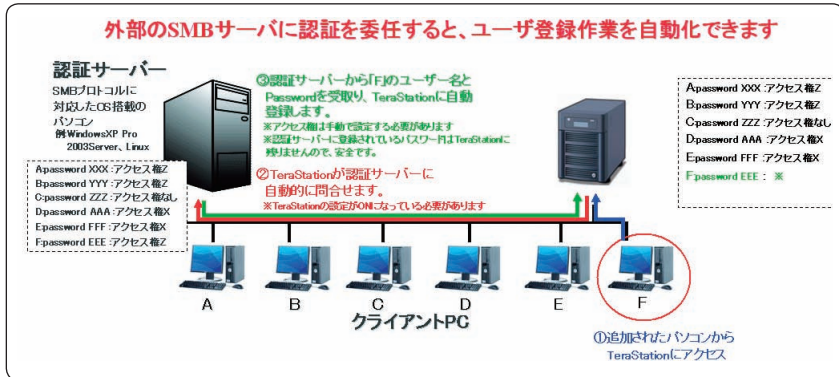 外部のSMBサーバに認証を委任すると、ユーザ登録作業を自動化できます
認証サーバー
SMBプロトコルに
対応したOS搭載の
パソコン
例:WindowsXP Pro
2003Server、Linux
A:password XXX:アクセス権Z
B:password YYY:アクセス権Z
C:password ZZZ:アクセス権なし
D:password AAA:アクセス権X
E:password FFF:アクセス権X
F:password EEE:アクセス権Z
③認証サーバーから「F」のユーザー名と
Passwordを受取り、TeraStationに自動
登録します。
※アクセス権は手動で設定する必要があります
※認証サーバーに登録されているパスワードはTeraStationに
残りませんので、安全です。
②TeraStationが認証サーバーに
自動的に問合せます。
※TeraStationの設定がONになっている必要があります
A:password XXX:アクセス権Z
B:password YYY:アクセス権Z
C:password ZZZ:アクセス権なし
D:password AAA:アクセス権X
E:password FFF:アクセス権X
F:password EEE: ※
A
B
C
D
E
F
クライアントPC
①追加されたパソコンから
TeraStationにアクセス